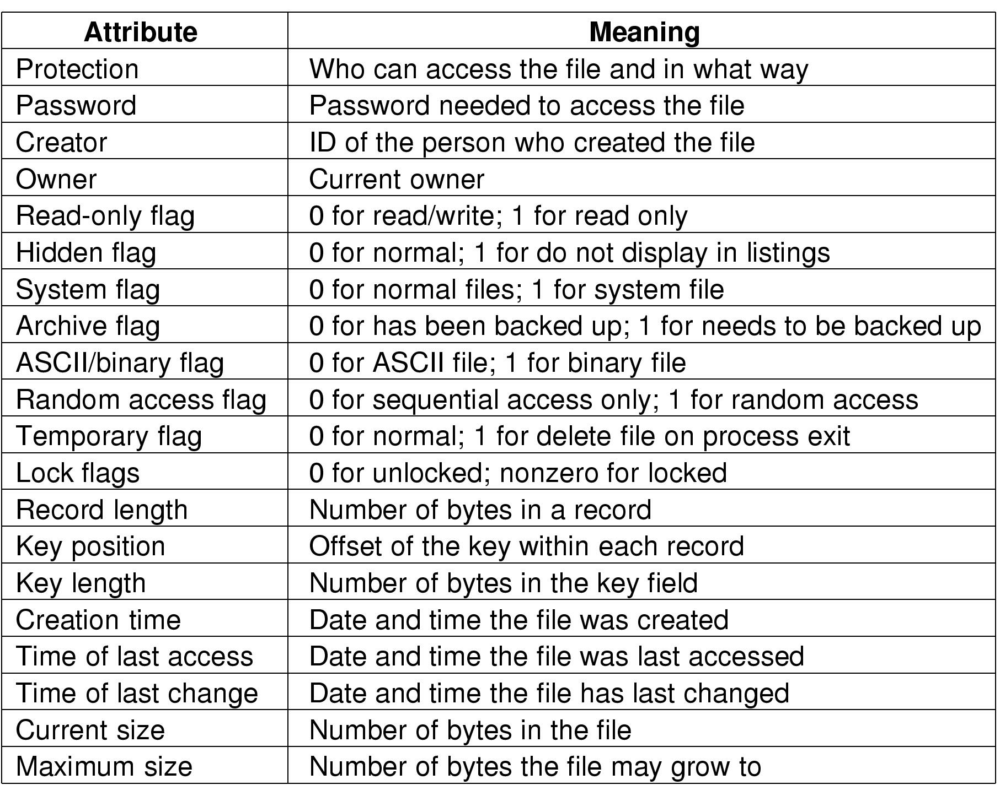 Attribute Meaning
Protection Who can access the file and in what way
Password Password needed to access the file
Creator ID of the person who created the file
Owner Current owner
Read-only flag 0 for read/write; 1 for read only
Hidden flag 0 for normal; 1 for do not display in listings
System flag 0 for normal files; 1 for system file
Archive flag 0 for has been backed up; 1 for needs to be backed up
ASCII/binary flag 0 for ASCII file; 1 for binary file
Random access flag 0 for sequential access only; 1 for random access
Temporary flag 0 for normal; 1 for delete file on process exit
Lock flags 0 for unlocked; nonzero for locked
Record length Number of bytes in a record
Key position Offset of the key within each record
Key length Number of bytes in the key field
Creation time Date and time the file was created
Time of last access Date and time the file was last accessed
Time of last change Date and time the file has last changed
Current size Number of bytes in the file
Maximum size Number of bytes the file may grow to